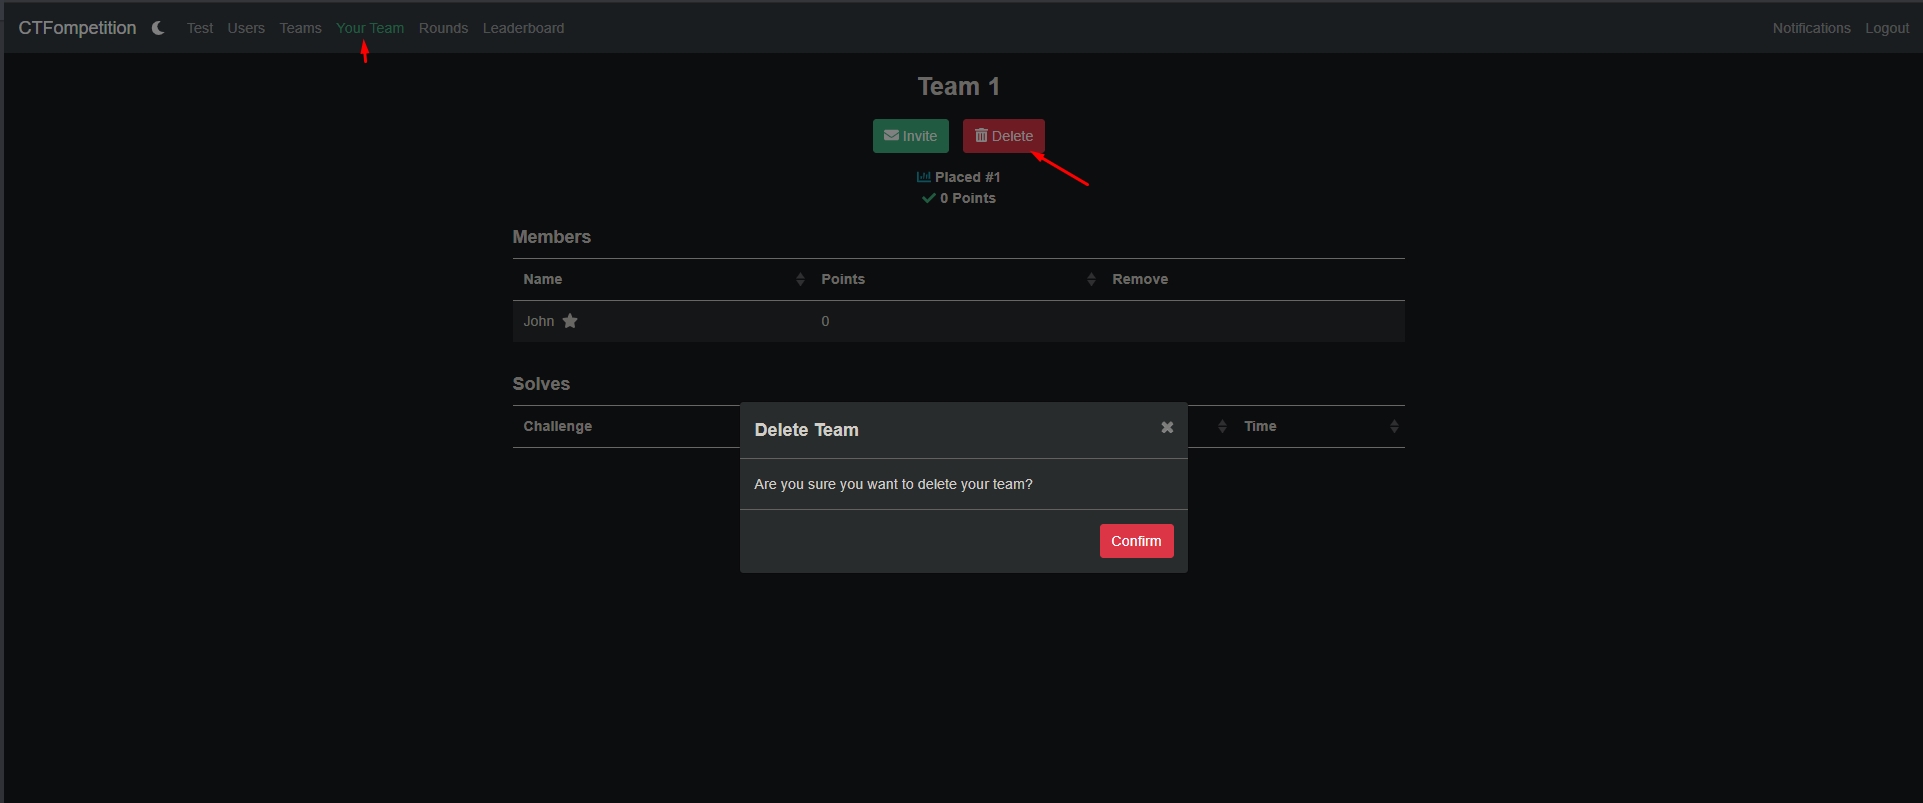 CTFompetition Test Users Teams Your Team Rounds Leaderboard Notifications Logout
Team 1
Invite Delete
Placed #1
0 Points
Members
Name Points Remove
John 0
Solves
Challenge Time
Delete Team
Are you sure you want to delete your team?
Confirm